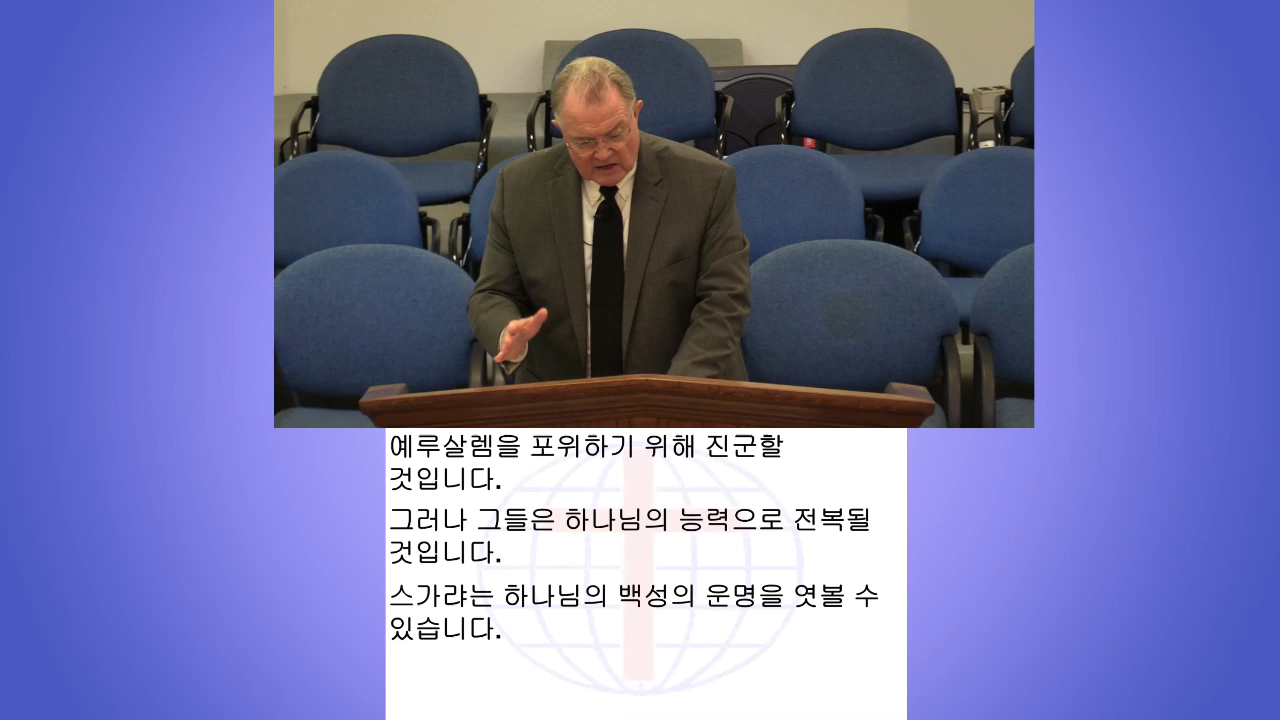 예루살렘을 포위하기 위해 진군할
것입니다.
그러나 그들은 하나님의 능력으로 전복될
것입니다.
스가랴는 하나님의 백성의 운명을 엿볼 수
있습니다.